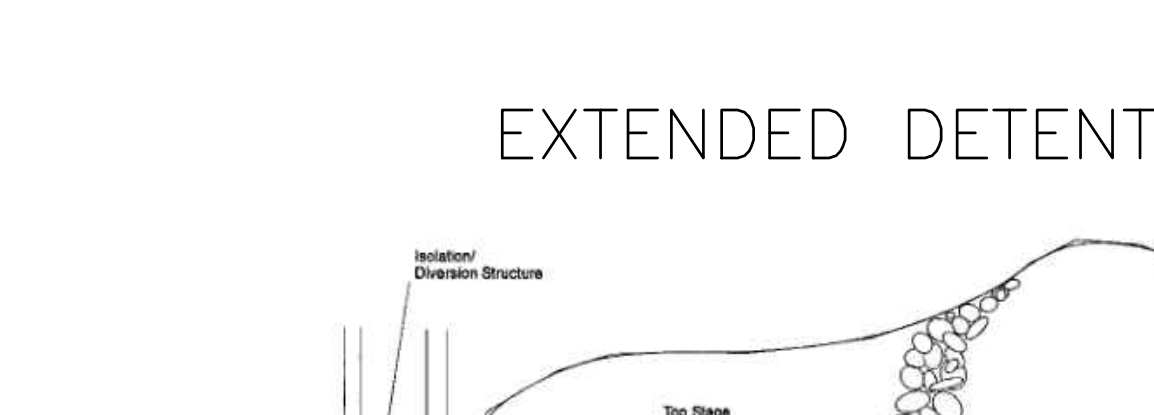 EXTENDED DETENT
Isolation/
Diversion Structure
Top Stage